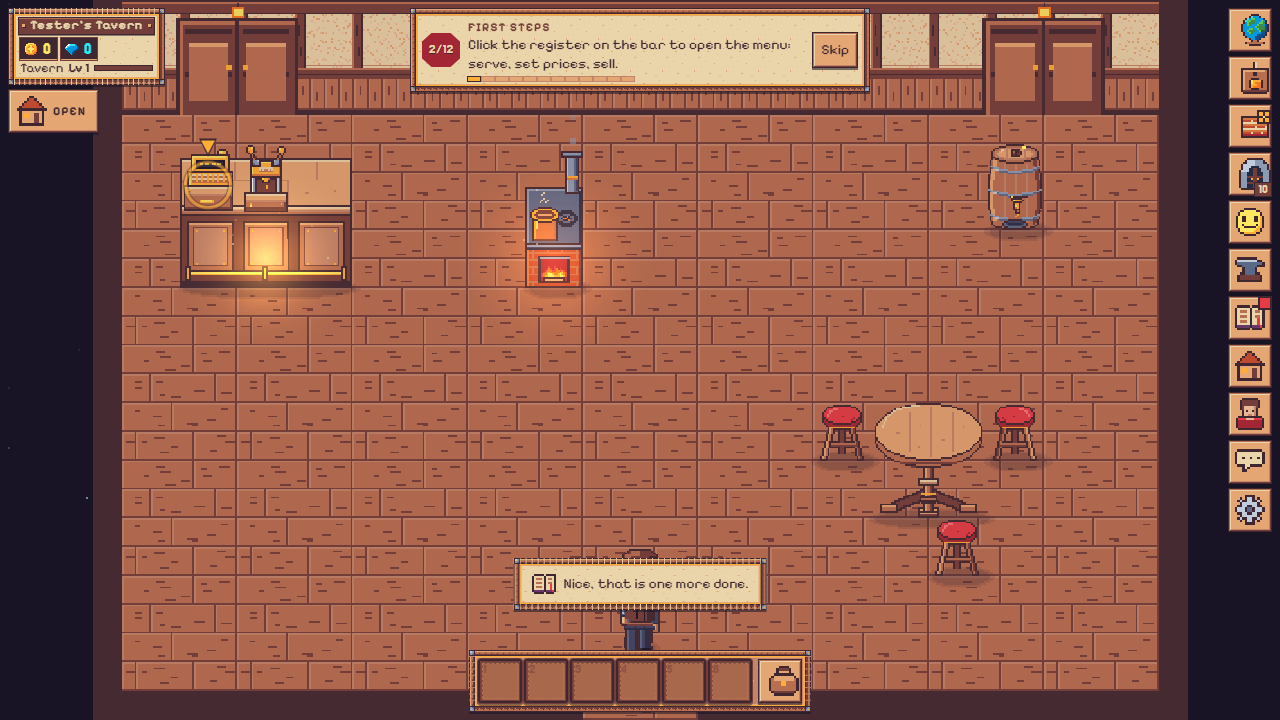 Tester's Tavern
0 0
Tavern Lv 1
OPEN
FIRST STEPS
2/12
Click the register on the bar to open the menu:
serve, set prices, sell.
Skip
10
Nice, that is one more done.